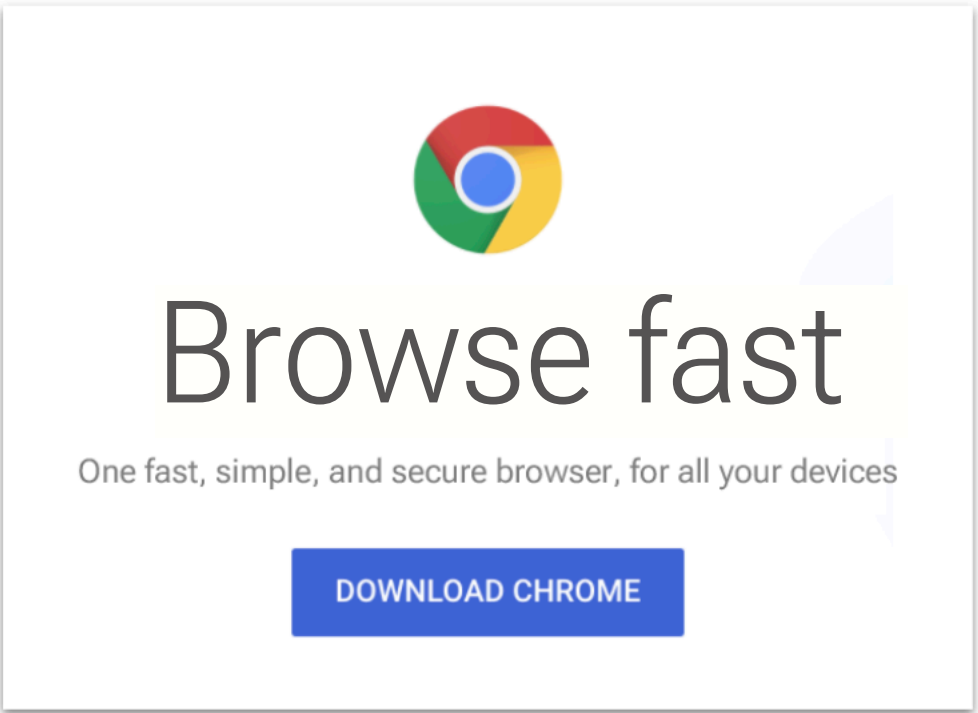 Browse fast
One fast, simple, and secure browser, for all your devices
DOWNLOAD CHROME